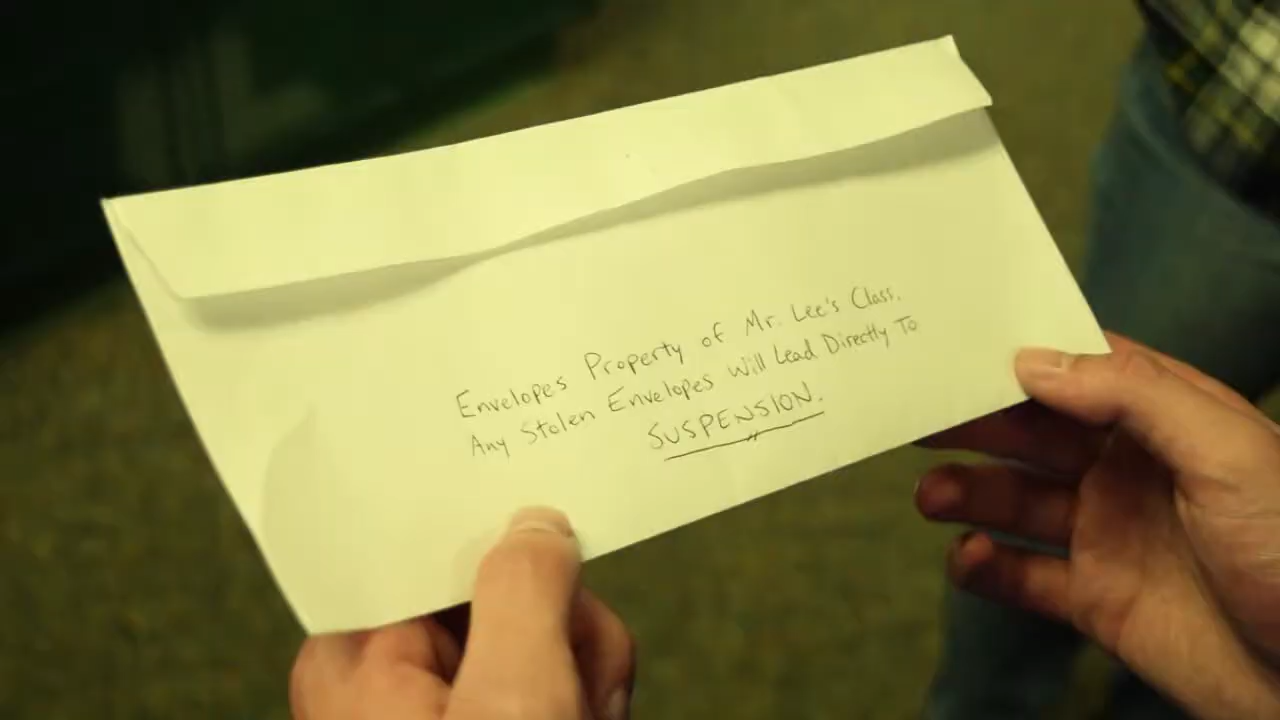 Envelopes Property of Mr. Lee's Class.
Any Stolen Envelopes Will Lead Directly To
SUSPENSION.